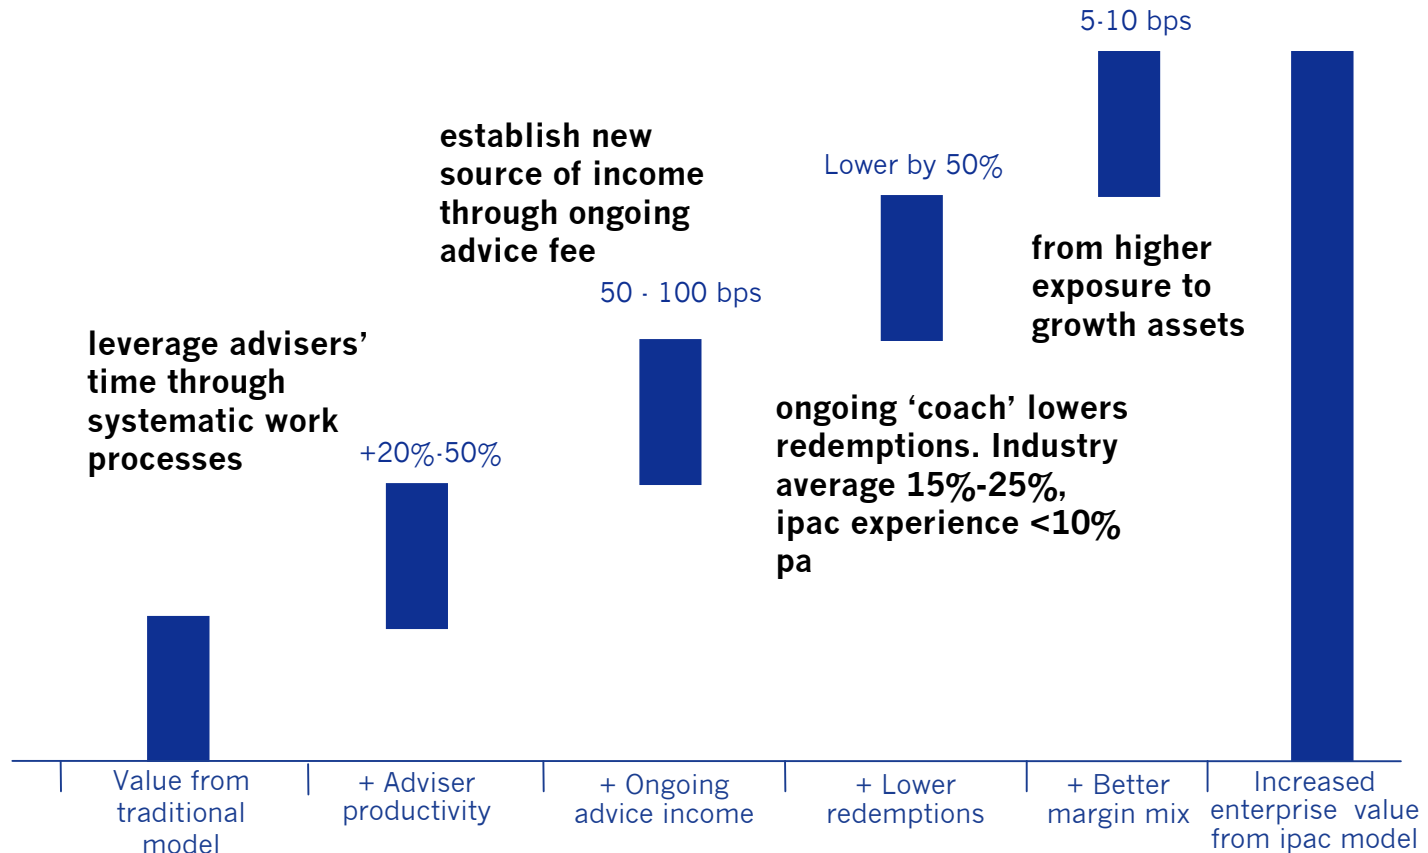 5-10 bps
establish new
source of income
through ongoing
advice fee
Lower by 50%
from higher
exposure to
growth assets
50 - 100 bps
leverage advisers’
time through
systematic work
processes
+20%-50%
ongoing ‘coach’ lowers
redemptions. Industry
average 15%-25%,
ipac experience <10%
pa
Value from
traditional
model
+ Adviser
productivity
+ Ongoing
advice income
+ Lower
redemptions
+ Better
margin mix
Increased
enterprise value
from ipac model